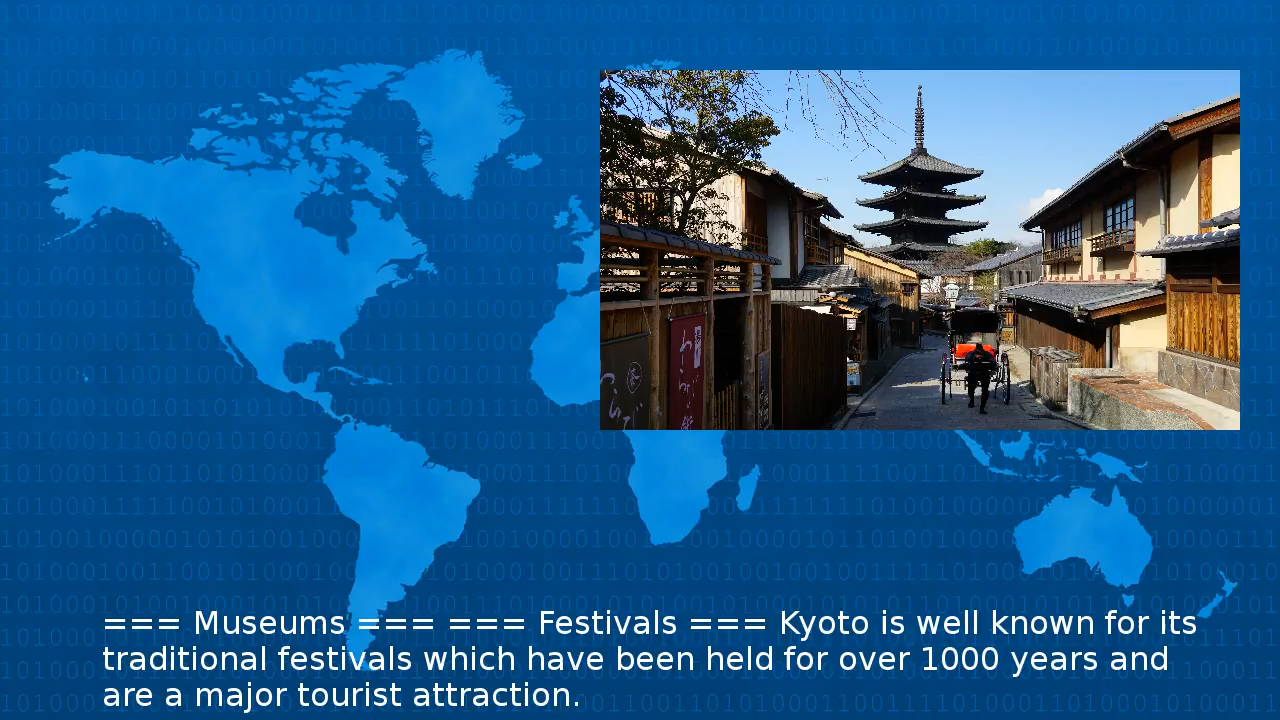 === Museums === === Festivals === Kyoto is well known for its
traditional festivals which have been held for over 1000 years and
are a major tourist attraction.